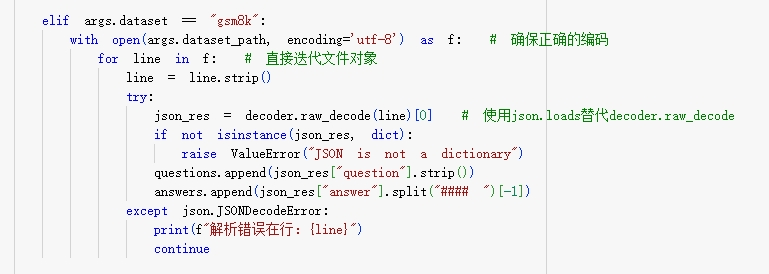 elif args.dataset == "gsm8k":
with open(args.dataset_path, encoding='utf-8') as f: # 确保正确的编码
for line in f: # 直接迭代文件对象
line = line.strip()
try:
json_res = decoder.raw_decode(line)[0] # 使用json.loads替代decoder.raw_decode
if not isinstance(json_res, dict):
raise ValueError("JSON is not a dictionary")
questions.append(json_res["question"].strip())
answers.append(json_res["answer"].split("#### ")[-1])
except json.JSONDecodeError:
print(f"解析错误在行: {line}")
continue